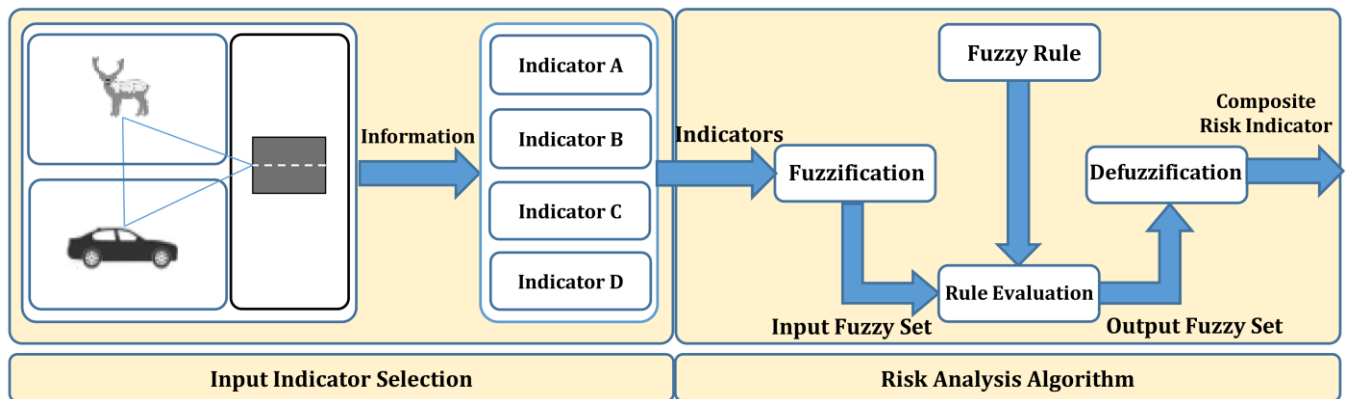 Information
Indicator A
Indicator B
Indicator C
Indicator D
Indicators
Fuzzification
Fuzzy Rule
Input Fuzzy Set
Rule Evaluation
Output Fuzzy Set
Defuzzification
Composite
Risk Indicator
Input Indicator Selection
Risk Analysis Algorithm